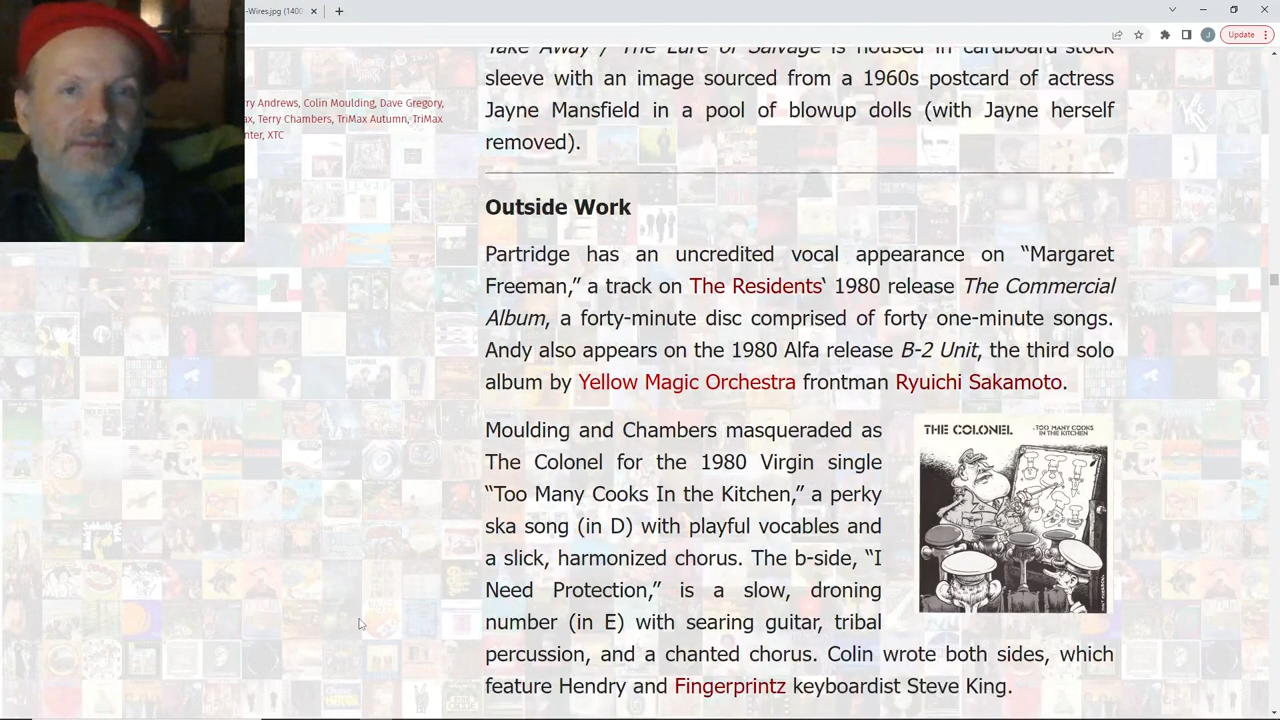 -Wires.jpg (1400
Update
ry Andrews, Colin Moulding, Dave Gregory,
ax, Terry Chambers, TriMax Autumn, TriMax
nter, XTC
Take Away / The Lure of Salvage is housed in cardboard stock
sleeve with an image sourced from a 1960s postcard of actress
Jayne Mansfield in a pool of blowup dolls (with Jayne herself
removed).
Outside Work
Partridge has an uncredited vocal appearance on “Margaret
Freeman,” a track on The Residents‘ 1980 release The Commercial
Album, a forty-minute disc comprised of forty one-minute songs.
Andy also appears on the 1980 Alfa release B-2 Unit, the third solo
album by Yellow Magic Orchestra frontman Ryuichi Sakamoto.
Moulding and Chambers masqueraded as
The Colonel for the 1980 Virgin single
“Too Many Cooks In the Kitchen,” a perky
ska song (in D) with playful vocables and
a slick, harmonized chorus. The b-side, “I
Need Protection,” is a slow, droning
number (in E) with searing guitar, tribal
percussion, and a chanted chorus. Colin wrote both sides, which
feature Hendry and Fingerprintz keyboardist Steve King.
THE COLONEL
TOO MANY COOKS
IN THE KITCHEN